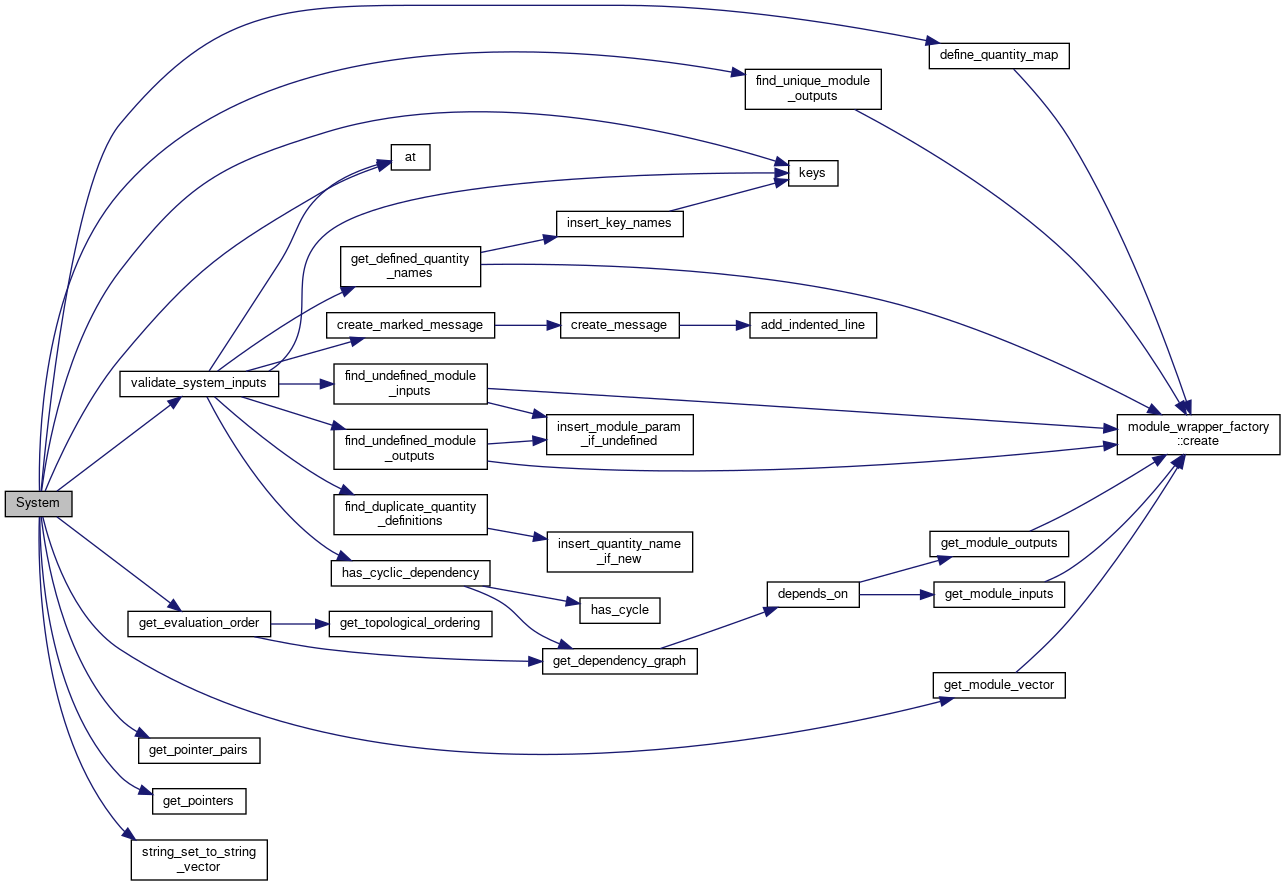 define_quantity_map
find_unique_module
_outputs
at
keys
insert_key_names
get_defined_quantity
_names
create_marked_message
create_message
add_indented_line
validate_system_inputs
find_undefined_module
_inputs
insert_module_param
_if_undefined
module_wrapper_factory
::create
find_undefined_module
_outputs
System
find_duplicate_quantity
_definitions
insert_quantity_name
_if_new
get_module_outputs
has_cyclic_dependency
depends_on
get_module_inputs
has_cycle
get_evaluation_order
get_topological_ordering
get_dependency_graph
get_module_vector
get_pointer_pairs
get_pointers
string_set_to_string
_vector